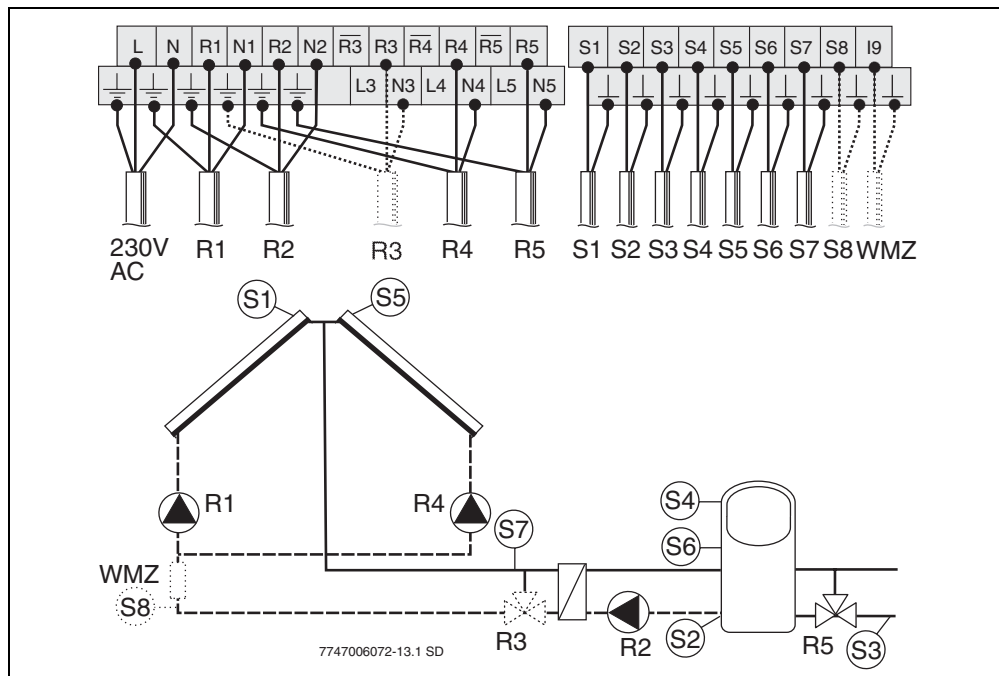 L N R1 N1 R2 N2 R3 R3 R4 R4 R5 R5 S1 S2 S3 S4 S5 S6 S7 S8 I9
L3 N3 L4 N4 L5 N5
230V AC R1 R2 R3 R4 R5 S1 S2 S3 S4 S5 S6 S7 S8 WMZ
S1 S5
R1 R4 S4
S7 S6
WMZ
S8
R3 R2 S2 R5 S3
7747006072-13.1 SD